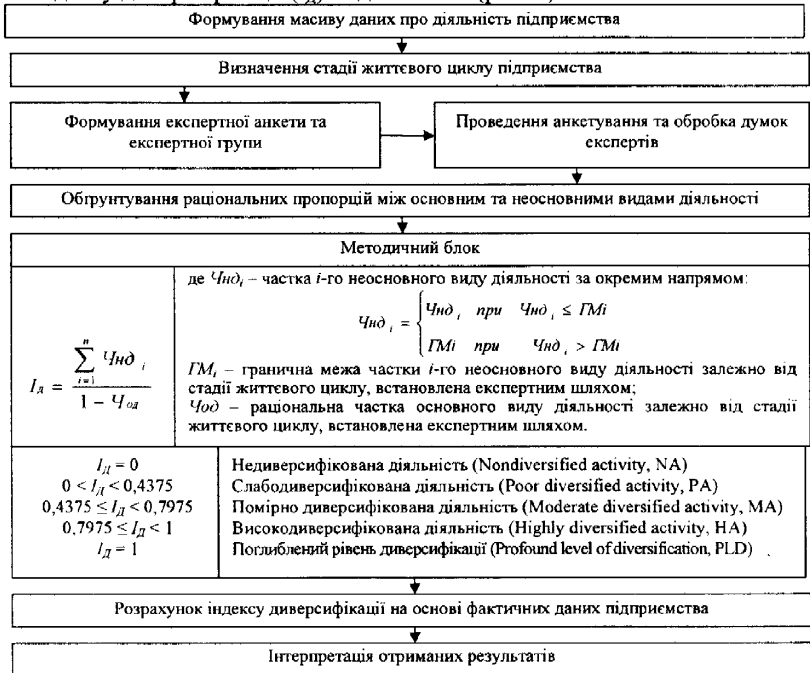 Формування масиву даних про діяльність підприємства
Визначення стадії життєвого циклу підприємства
Формування експертної анкети та
експертної групи
Проведення анкетування та обробка думок
експертів
Обґрунтування раціональних пропорцій між основним та неосновними видами діяльності
Методичний блок
I_д = \frac{\sum_{i=1}^{n} Чнд_i}{1 - Ч_{од}}
де Чнд_i – частка i-го неосновного виду діяльності за окремим напрямом:
Чнд_i = { Чнд_i при Чнд_i ≤ ГМi
ГМi при Чнд_i > ГМi
ГМ_i – гранична межа частки i-го неосновного виду діяльності залежно від
стадії життєвого циклу, встановлена експертним шляхом;
Чод – раціональна частка основного виду діяльності залежно від стадії
життєвого циклу, встановлена експертним шляхом.
I_Д = 0 Недиверсифікована діяльність (Nondiversified activity, NA)
0 < I_Д < 0,4375 Слабодиверсифікована діяльність (Poor diversified activity, PA)
0,4375 ≤ I_Д < 0,7975 Помірно диверсифікована діяльність (Moderate diversified activity, MA)
0,7975 ≤ I_Д < 1 Високодиверсифікована діяльність (Highly diversified activity, HA)
I_Д = 1 Поглиблений рівень диверсифікації (Profound level of diversification, PLD)
Розрахунок індексу диверсифікації на основі фактичних даних підприємства
Інтерпретація отриманих результатів